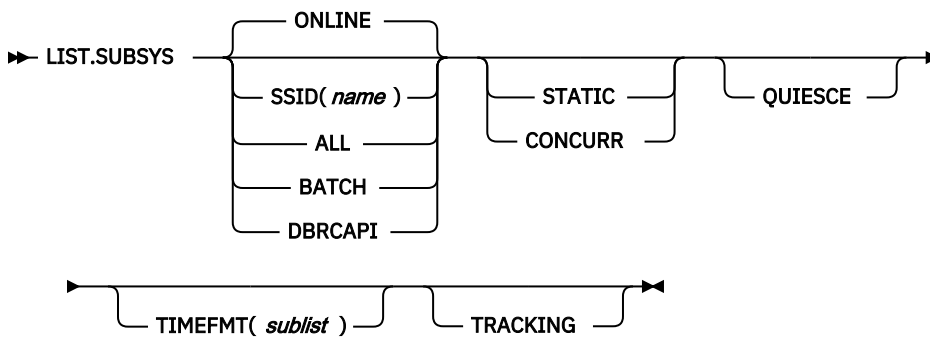 ONLINE
LIST.SUBSYS
SSID( name )
STATIC
QUIESCE
ALL
CONCURR
BATCH
DBRCAPI
TIMEFMT( sublist )
TRACKING